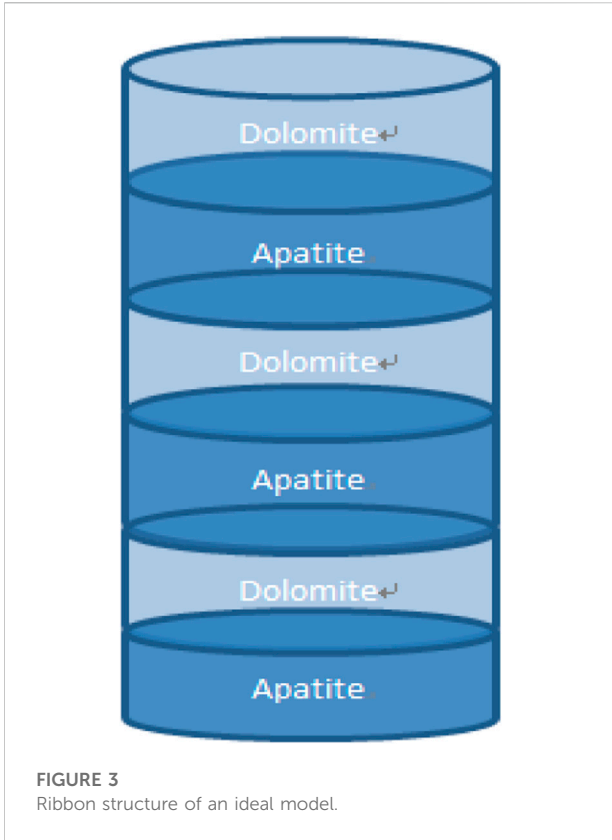 Dolomite↵
Apatite
Dolomite↵
Apatite
Dolomite↵
Apatite
FIGURE 3
Ribbon structure of an ideal model.